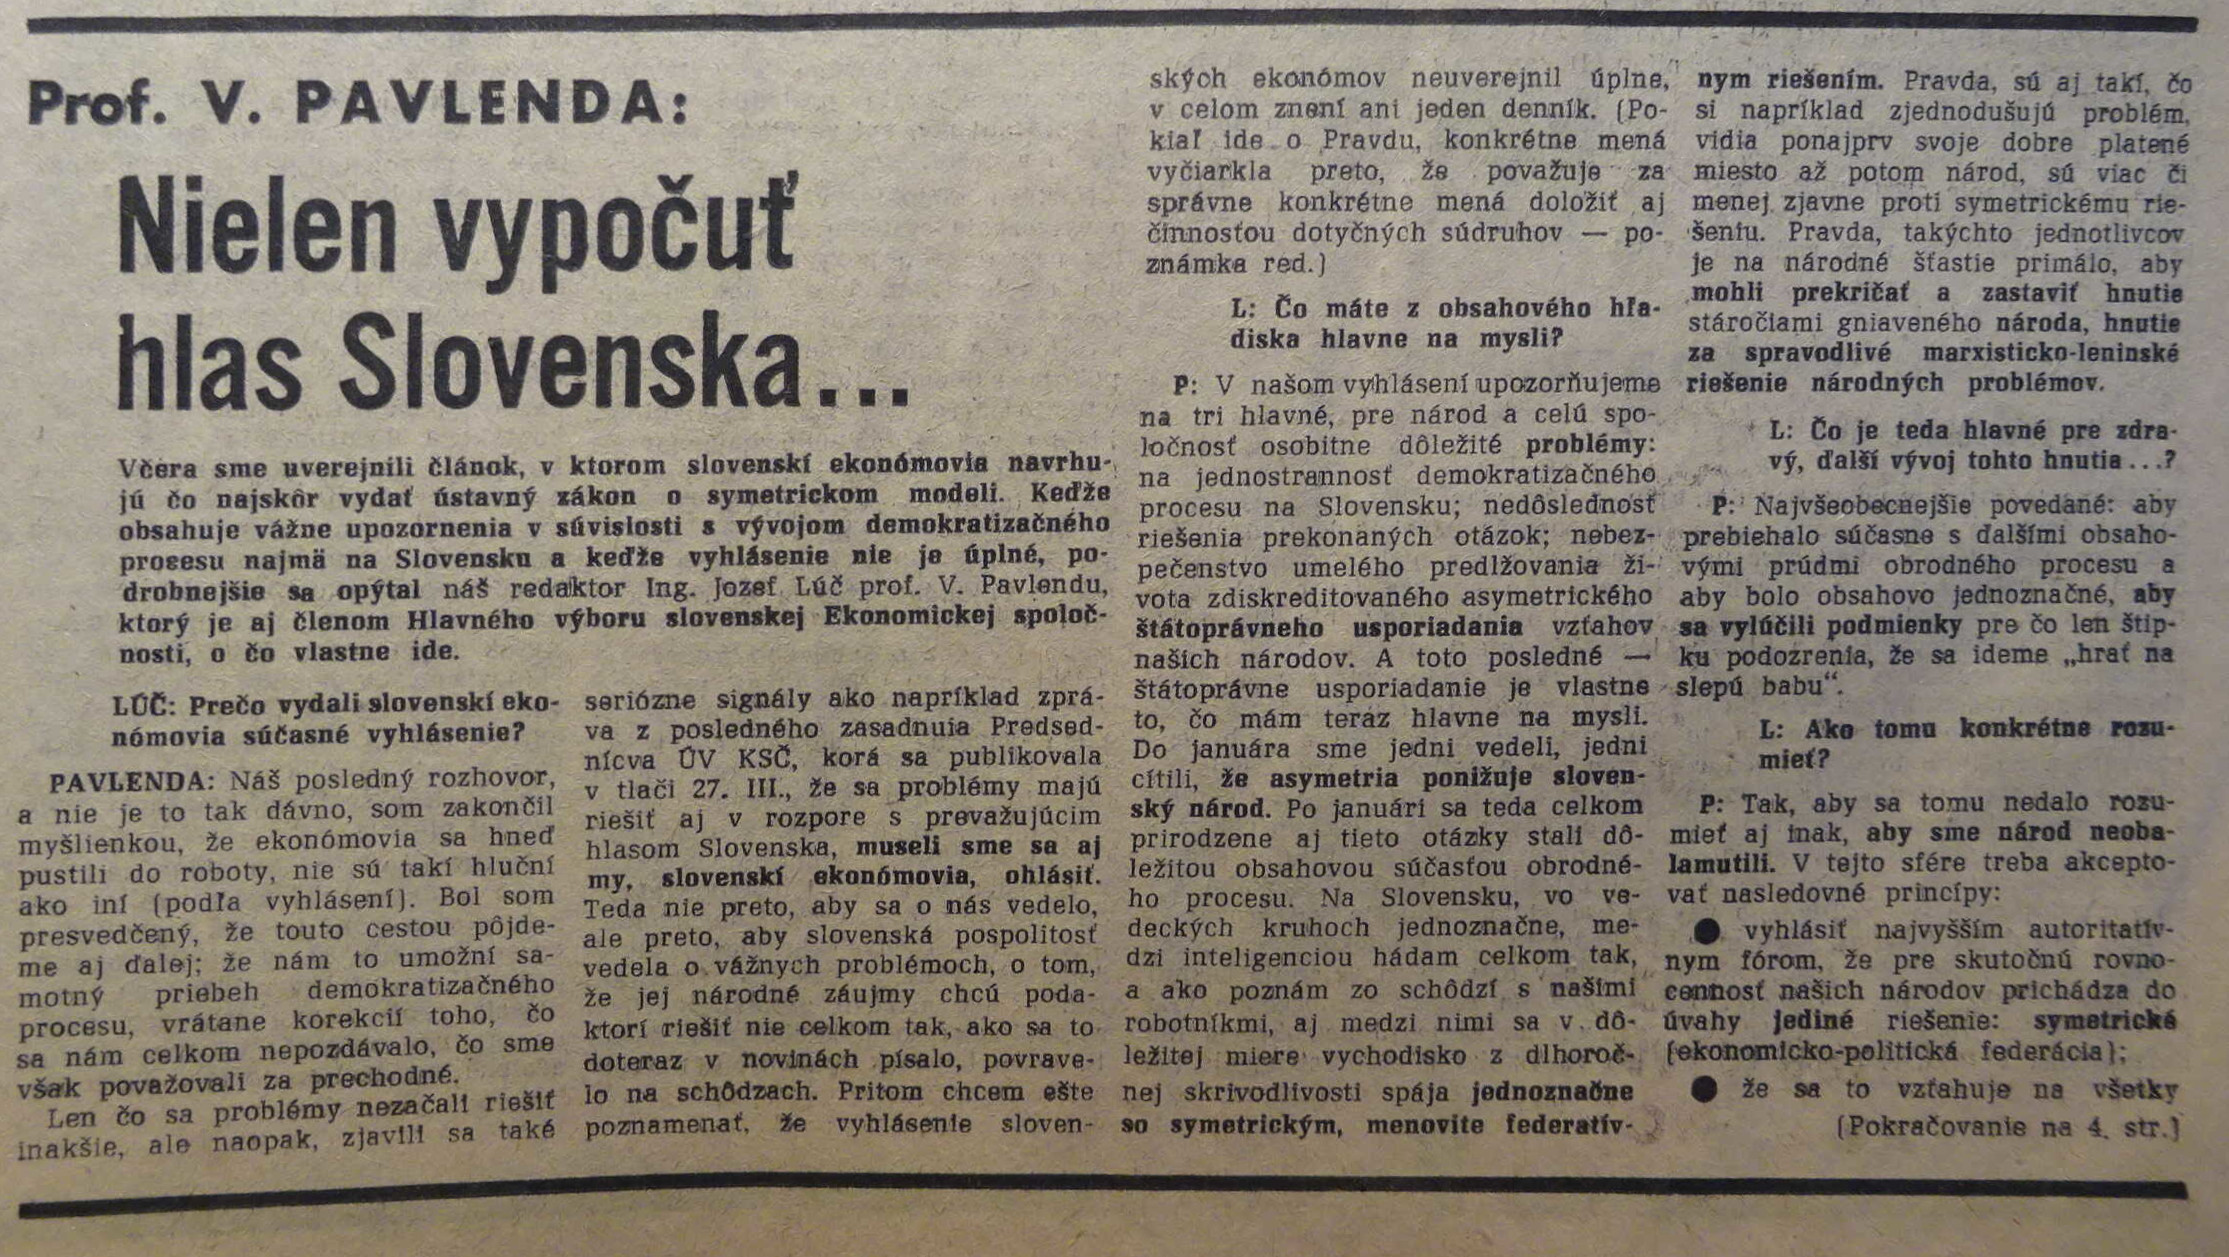 Prof. V. PAVLENDA:
Nielen vypočuť
hlas Slovenska...
Včera sme uverejnili článok, v ktorom slovenskí ekonómovia navrhu-
jú čo najskôr vydať ústavný zákon o symetrickom modeli. Keďže
obsahuje vážne upozornenia v súvislosti s vývojom demokratizačného
procesu najmä na Slovensku a keďže vyhlásenie nie je úplné, po-
drobnejšie sa opýtal náš redaktor Ing. Jozef Lúč prof. V. Pavlendu,
ktorý je aj členom Hlavného výboru slovenskej Ekonomickej spoloč-
nosti, o čo vlastne ide.
LÚČ: Prečo vydali slovenskí eko-
nómovia súčasné vyhlásenie?
PAVLENDA: Náš posledný rozhovor,
a nie je to tak dávno, som zakončil
myšlienkou, že ekonómovia sa hneď
pustili do roboty, nie sú takí hluční
ako iní (podľa vyhlásení). Bol som
presvedčený, že touto cestou pôjde-
me aj ďalej; že nám to umožní sa-
motný priebeh demokratizačného
procesu, vrátane korekcií toho, čo
sa nám celkom nepozdávalo, čo sme
však považovali za prechodné.
Len čo sa problémy nezačali riešiť
inakšie, ale naopak, zjavili sa také
seriózne signály ako napríklad zprá-
va z posledného zasadnuia Predsed-
nícva ÚV KSČ, korá sa publikovala
v tlači 27. III., že sa problémy majú
riešiť aj v rozpore s prevažujúcim
hlasom Slovenska, museli sme sa aj
my, slovenskí ekonómovia, ohlásiť.
Teda nie preto, aby sa o nás vedelo,
ale preto, aby slovenská pospolitosť
vedela o vážnych problémoch, o tom,
že jej národné záujmy chcú poda-
ktorí riešiť nie celkom tak, ako sa to
doteraz v novinách písalo, povrave-
lo na schôdzach. Pritom chcem ešte
poznamenať, že vyhlásenie sloven-
ských ekonómov neuverejnil úplne,
v celom znení ani jeden denník. (Po-
kiaľ ide o Pravdu, konkrétne mená
vyčiarkla preto, že považuje za
správne konkrétne mená doložiť aj
činnosťou dotyčných súdruhov — po-
známka red.)
L: Čo máte z obsahového hľa-
diska hlavne na mysli?
P: V našom vyhlásení upozorňujeme
na tri hlavné, pre národ a celú spo-
ločnosť osobitne dôležité problémy:
na jednostrannosť demokratizačného
procesu na Slovensku; nedôslednosť
riešenia prekonaných otázok; nebez-
pečenstvo umelého predlžovania ži-
vota zdiskreditovaného asymetrického
štátoprávneho usporiadania vzťahov
našich národov. A toto posledné —
štátoprávne usporiadanie je vlastne
to, čo mám teraz hlavne na mysli.
Do januára sme jedni vedeli, jedni
cítili, že asymetria ponižuje sloven-
ský národ. Po januári sa teda celkom
prirodzene aj tieto otázky stali dô-
ležitou obsahovou súčasťou obrodné-
ho procesu. Na Slovensku, vo ve-
deckých kruhoch jednoznačne, me-
dzi inteligenciou hádam celkom tak,
a ako poznám zo schôdzí s našimi
robotníkmi, aj medzi nimi sa v dô-
ležitej miere vychodisko z dlhoroč-
nej skrivodlivosti spája jednoznačne
so symetrickým, menovite federatív-
nym riešením. Pravda, sú aj takí, čo
si napríklad zjednodušujú problém,
vidia ponajprv svoje dobre platené
miesto až potom národ, sú viac či
menej zjavne proti symetrickému rie-
šeniu. Pravda, takýchto jednotlivcov
je na národné šťastie primálo, aby
mohli prekričať a zastaviť hnutie
stáročiami gniaveného národa, hnutie
za spravodlivé marxisticko-leninské
riešenie národných problémov.
L: Čo je teda hlavné pre zdra-
vý, ďalší vývoj tohto hnutia...?
P: Najvšeobecnejšie povedané: aby
prebiehalo súčasne s ďalšími obsaho-
vými prúdmi obrodného procesu a
aby bolo obsahovo jednoznačné, aby
sa vylúčili podmienky pre čo len štip-
ku podozrenia, že sa ideme „hrať na
slepú babu“.
L: Ako tomu konkrétne rozu-
mieť?
P: Tak, aby sa tomu nedalo rozu-
mieť aj inak, aby sme národ neoba-
lamutili. V tejto sfére treba akcepto-
vať nasledovné princípy:
● vyhlásiť najvyšším autoritatív-
nym fórom, že pre skutočnú rovno-
cennosť našich národov prichádza do
úvahy jediné riešenie: symetrické
(ekonomicko-politická federácia);
● že sa to vzťahuje na všetky
(Pokračovanie na 4. str.)